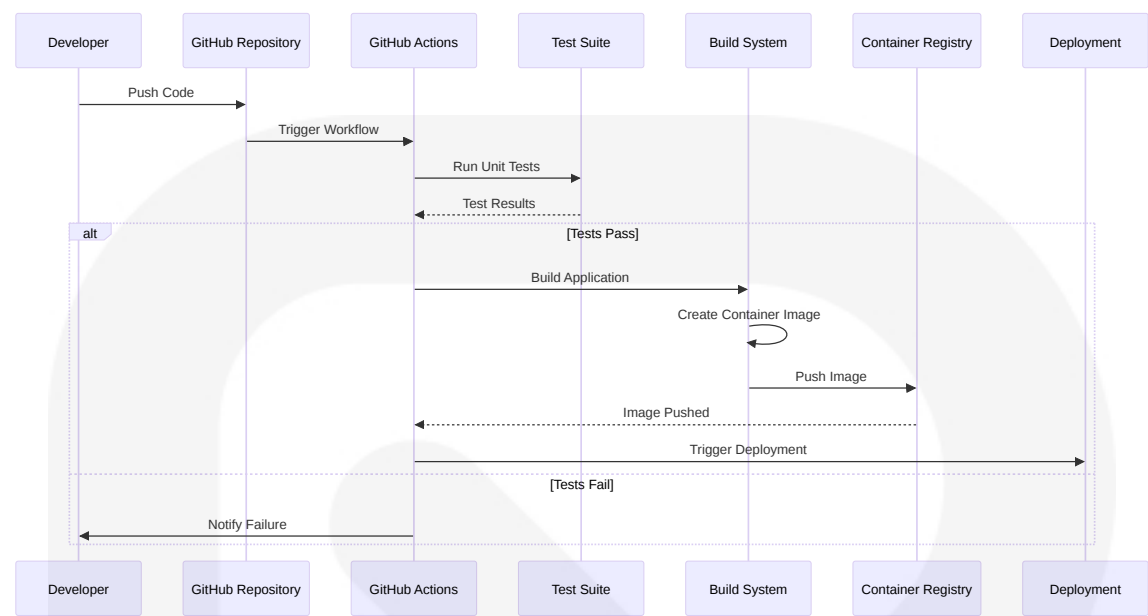 Developer
GitHub Repository
GitHub Actions
Test Suite
Build System
Container Registry
Deployment
Push Code
Trigger Workflow
Run Unit Tests
Test Results
alt
[Tests Pass]
Build Application
Create Container Image
Push Image
Image Pushed
Trigger Deployment
[Tests Fail]
Notify Failure
Developer
GitHub Repository
GitHub Actions
Test Suite
Build System
Container Registry
Deployment